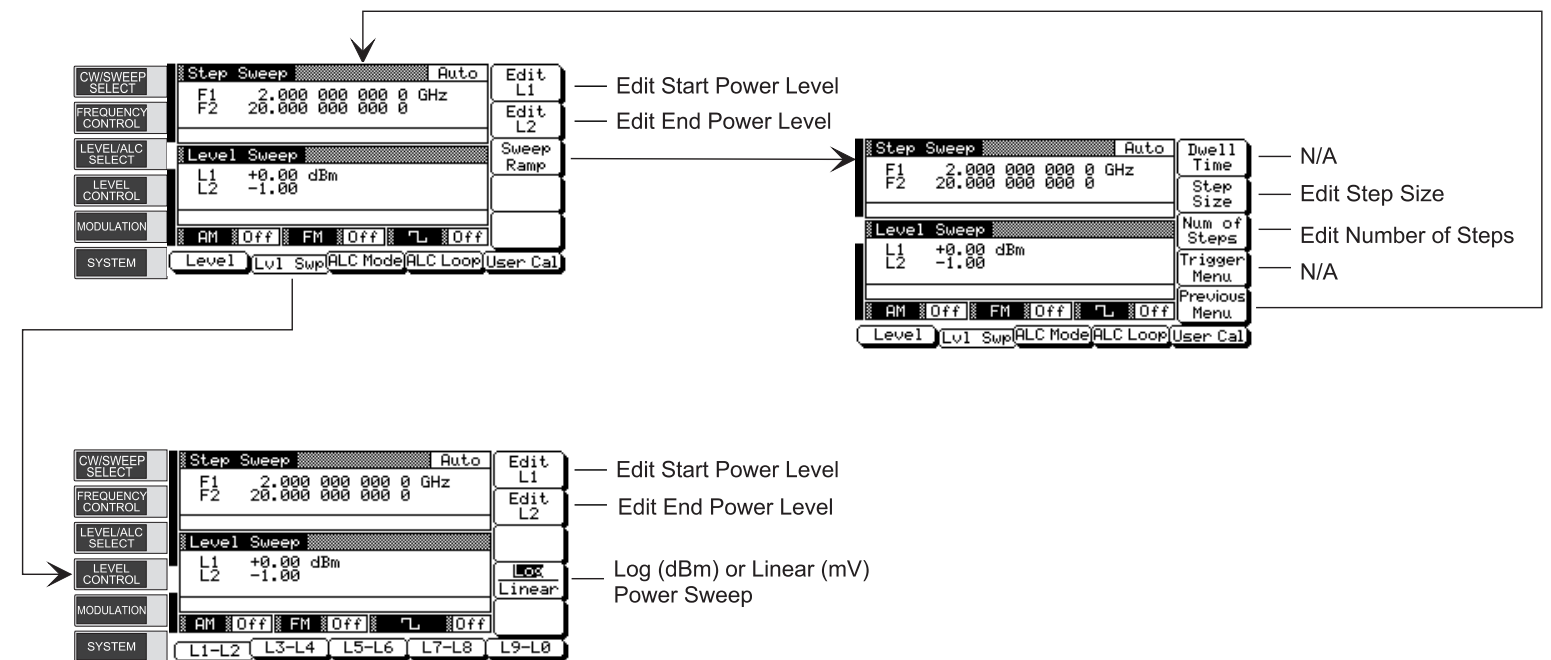 CW/SWEEP
SELECT
FREQUENCY
CONTROL
LEVEL/ALC
SELECT
LEVEL
CONTROL
MODULATION
SYSTEM
Step Sweep Auto
F1 2.000 000 000 0 GHz
F2 20.000 000 000 0
Level Sweep
L1 +0.00 dBm
L2 -1.00
AM Off FM Off Off
Level Lvl Swp ALC Mode ALC Loop User Cal
Edit
L1
Edit
L2
Sweep
Ramp
Edit Start Power Level
Edit End Power Level
Step Sweep Auto
F1 2.000 000 000 0 GHz
F2 20.000 000 000 0
Level Sweep
L1 +0.00 dBm
L2 -1.00
AM Off FM Off Off
Level Lvl Swp ALC Mode ALC Loop User Cal
Dwell
Time
Step
Size
Num of
Steps
Trigger
Menu
Previous
Menu
N/A
Edit Step Size
Edit Number of Steps
N/A
CW/SWEEP
SELECT
FREQUENCY
CONTROL
LEVEL/ALC
SELECT
LEVEL
CONTROL
MODULATION
SYSTEM
Step Sweep Auto
F1 2.000 000 000 0 GHz
F2 20.000 000 000 0
Level Sweep
L1 +0.00 dBm
L2 -1.00
AM Off FM Off Off
L1-L2 L3-L4 L5-L6 L7-L8 L9-L0
Edit
L1
Edit
L2
Log
Linear
Edit Start Power Level
Edit End Power Level
Log (dBm) or Linear (mV)
Power Sweep